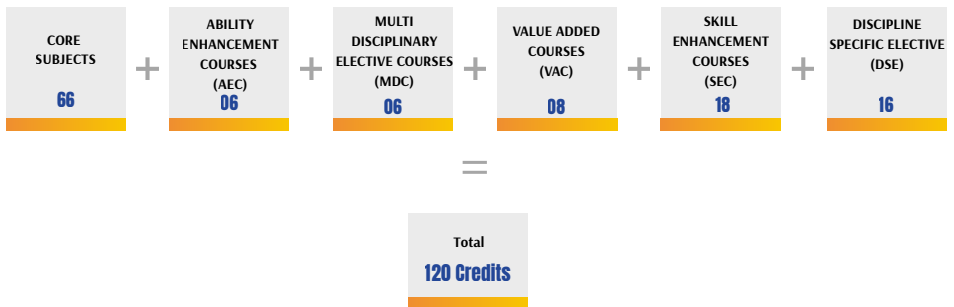 CORE
SUBJECTS
66
+
ABILITY
ENHANCEMENT
COURSES
(AEC)
06
+
MULTI
DISCIPLINARY
ELECTIVE COURSES
(MDC)
06
+
VALUE ADDED
COURSES
(VAC)
08
+
SKILL
ENHANCEMENT
COURSES
(SEC)
18
+
DISCIPLINE
SPECIFIC ELECTIVE
(DSE)
16
=
Total
120 Credits